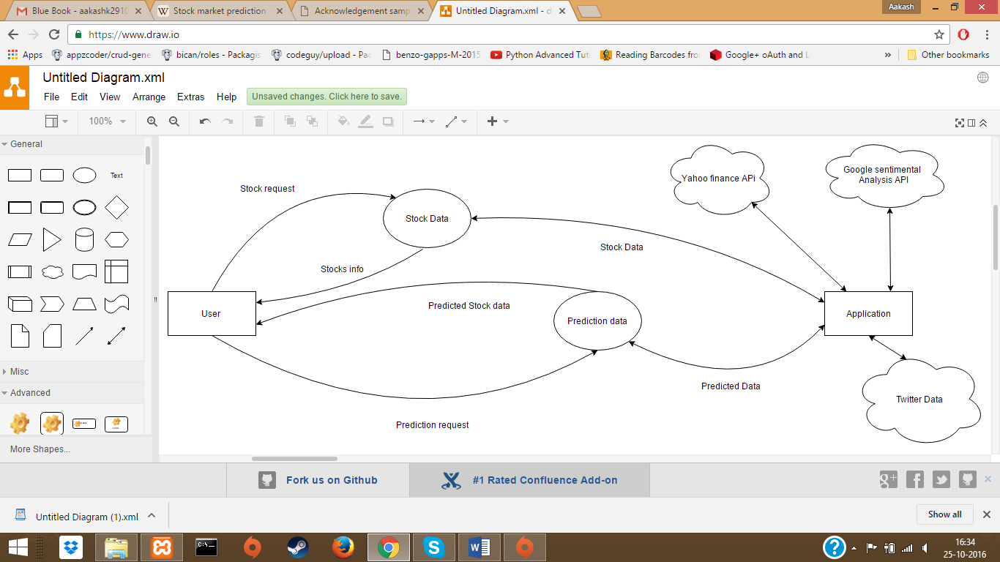 Blue Book - aakashk2910
Stock market prediction
Acknowledgement samp
Untitled Diagram.xml - d
Aakash
https://www.draw.io
Apps
appzcoder/crud-gene
bican/roles - Packagis
codeguy/upload - Pac
benzo-gapps-M-2015
Python Advanced Tut
Reading Barcodes fro
Google+ oAuth and L
»
Other bookmarks
Untitled Diagram.xml
File Edit View Arrange Extras Help
Unsaved changes. Click here to save.
100%
General
Text
Misc
Advanced
More Shapes...
Stock request
Stock Data
Stocks info
User
Predicted Stock data
Prediction data
Prediction request
Stock Data
Predicted Data
Yahoo finance APi
Google sentimental
Analysis API
Application
Twitter Data
Fork us on Github
#1 Rated Confluence Add-on
Untitled Diagram (1).xml
Show all
16:34
25-10-2016